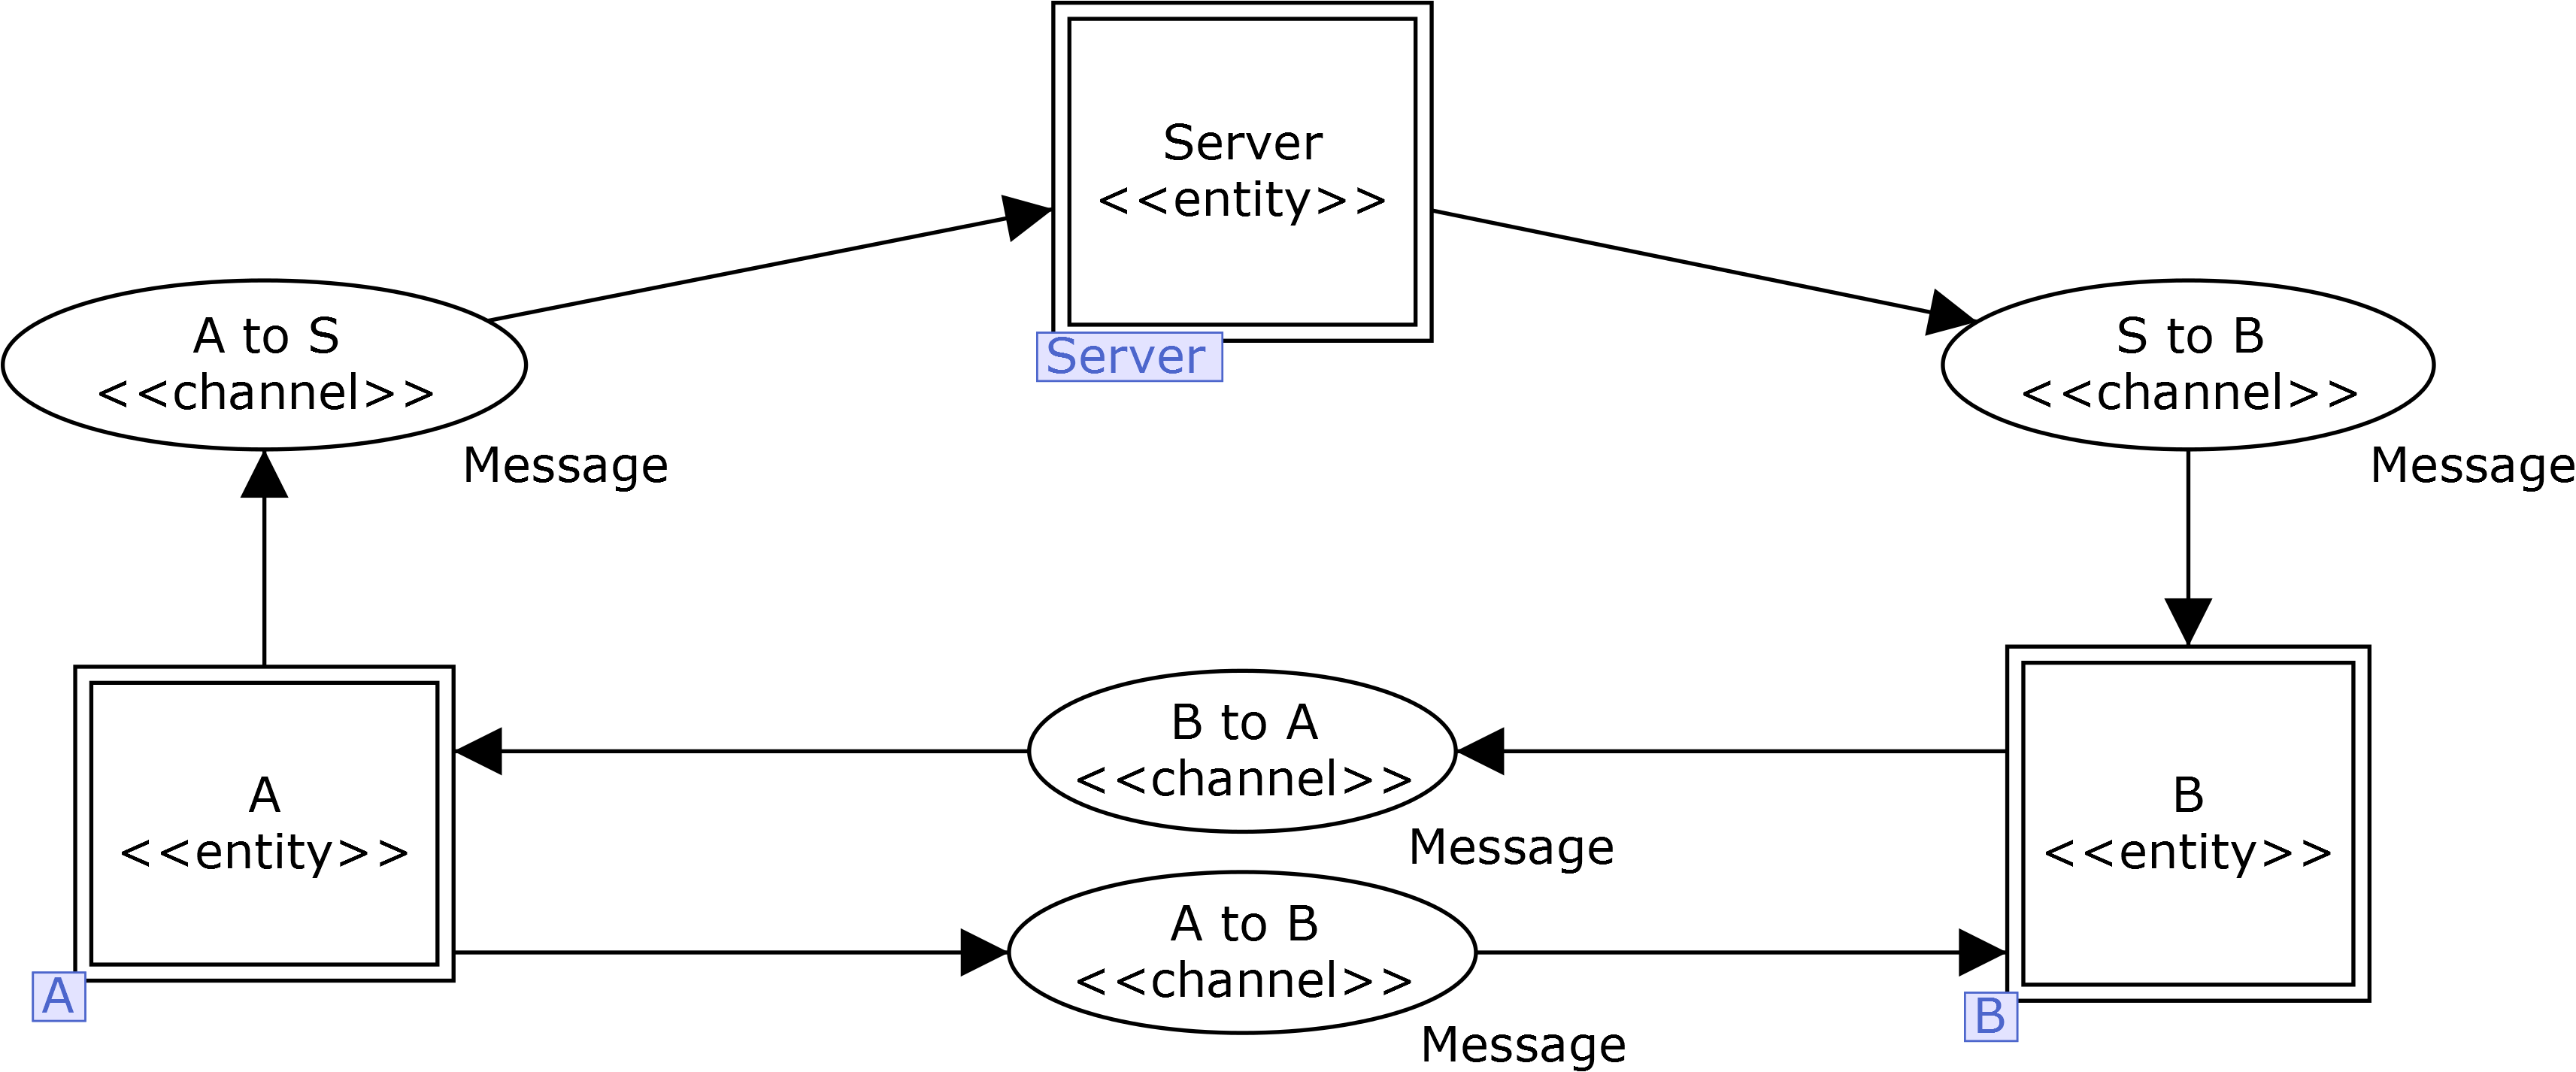 Server
<<entity>>
Server
A to S
<<channel>>
Message
S to B
<<channel>>
Message
B to A
<<channel>>
Message
A
<<entity>>
A
B
<<entity>>
B
A to B
<<channel>>
Message